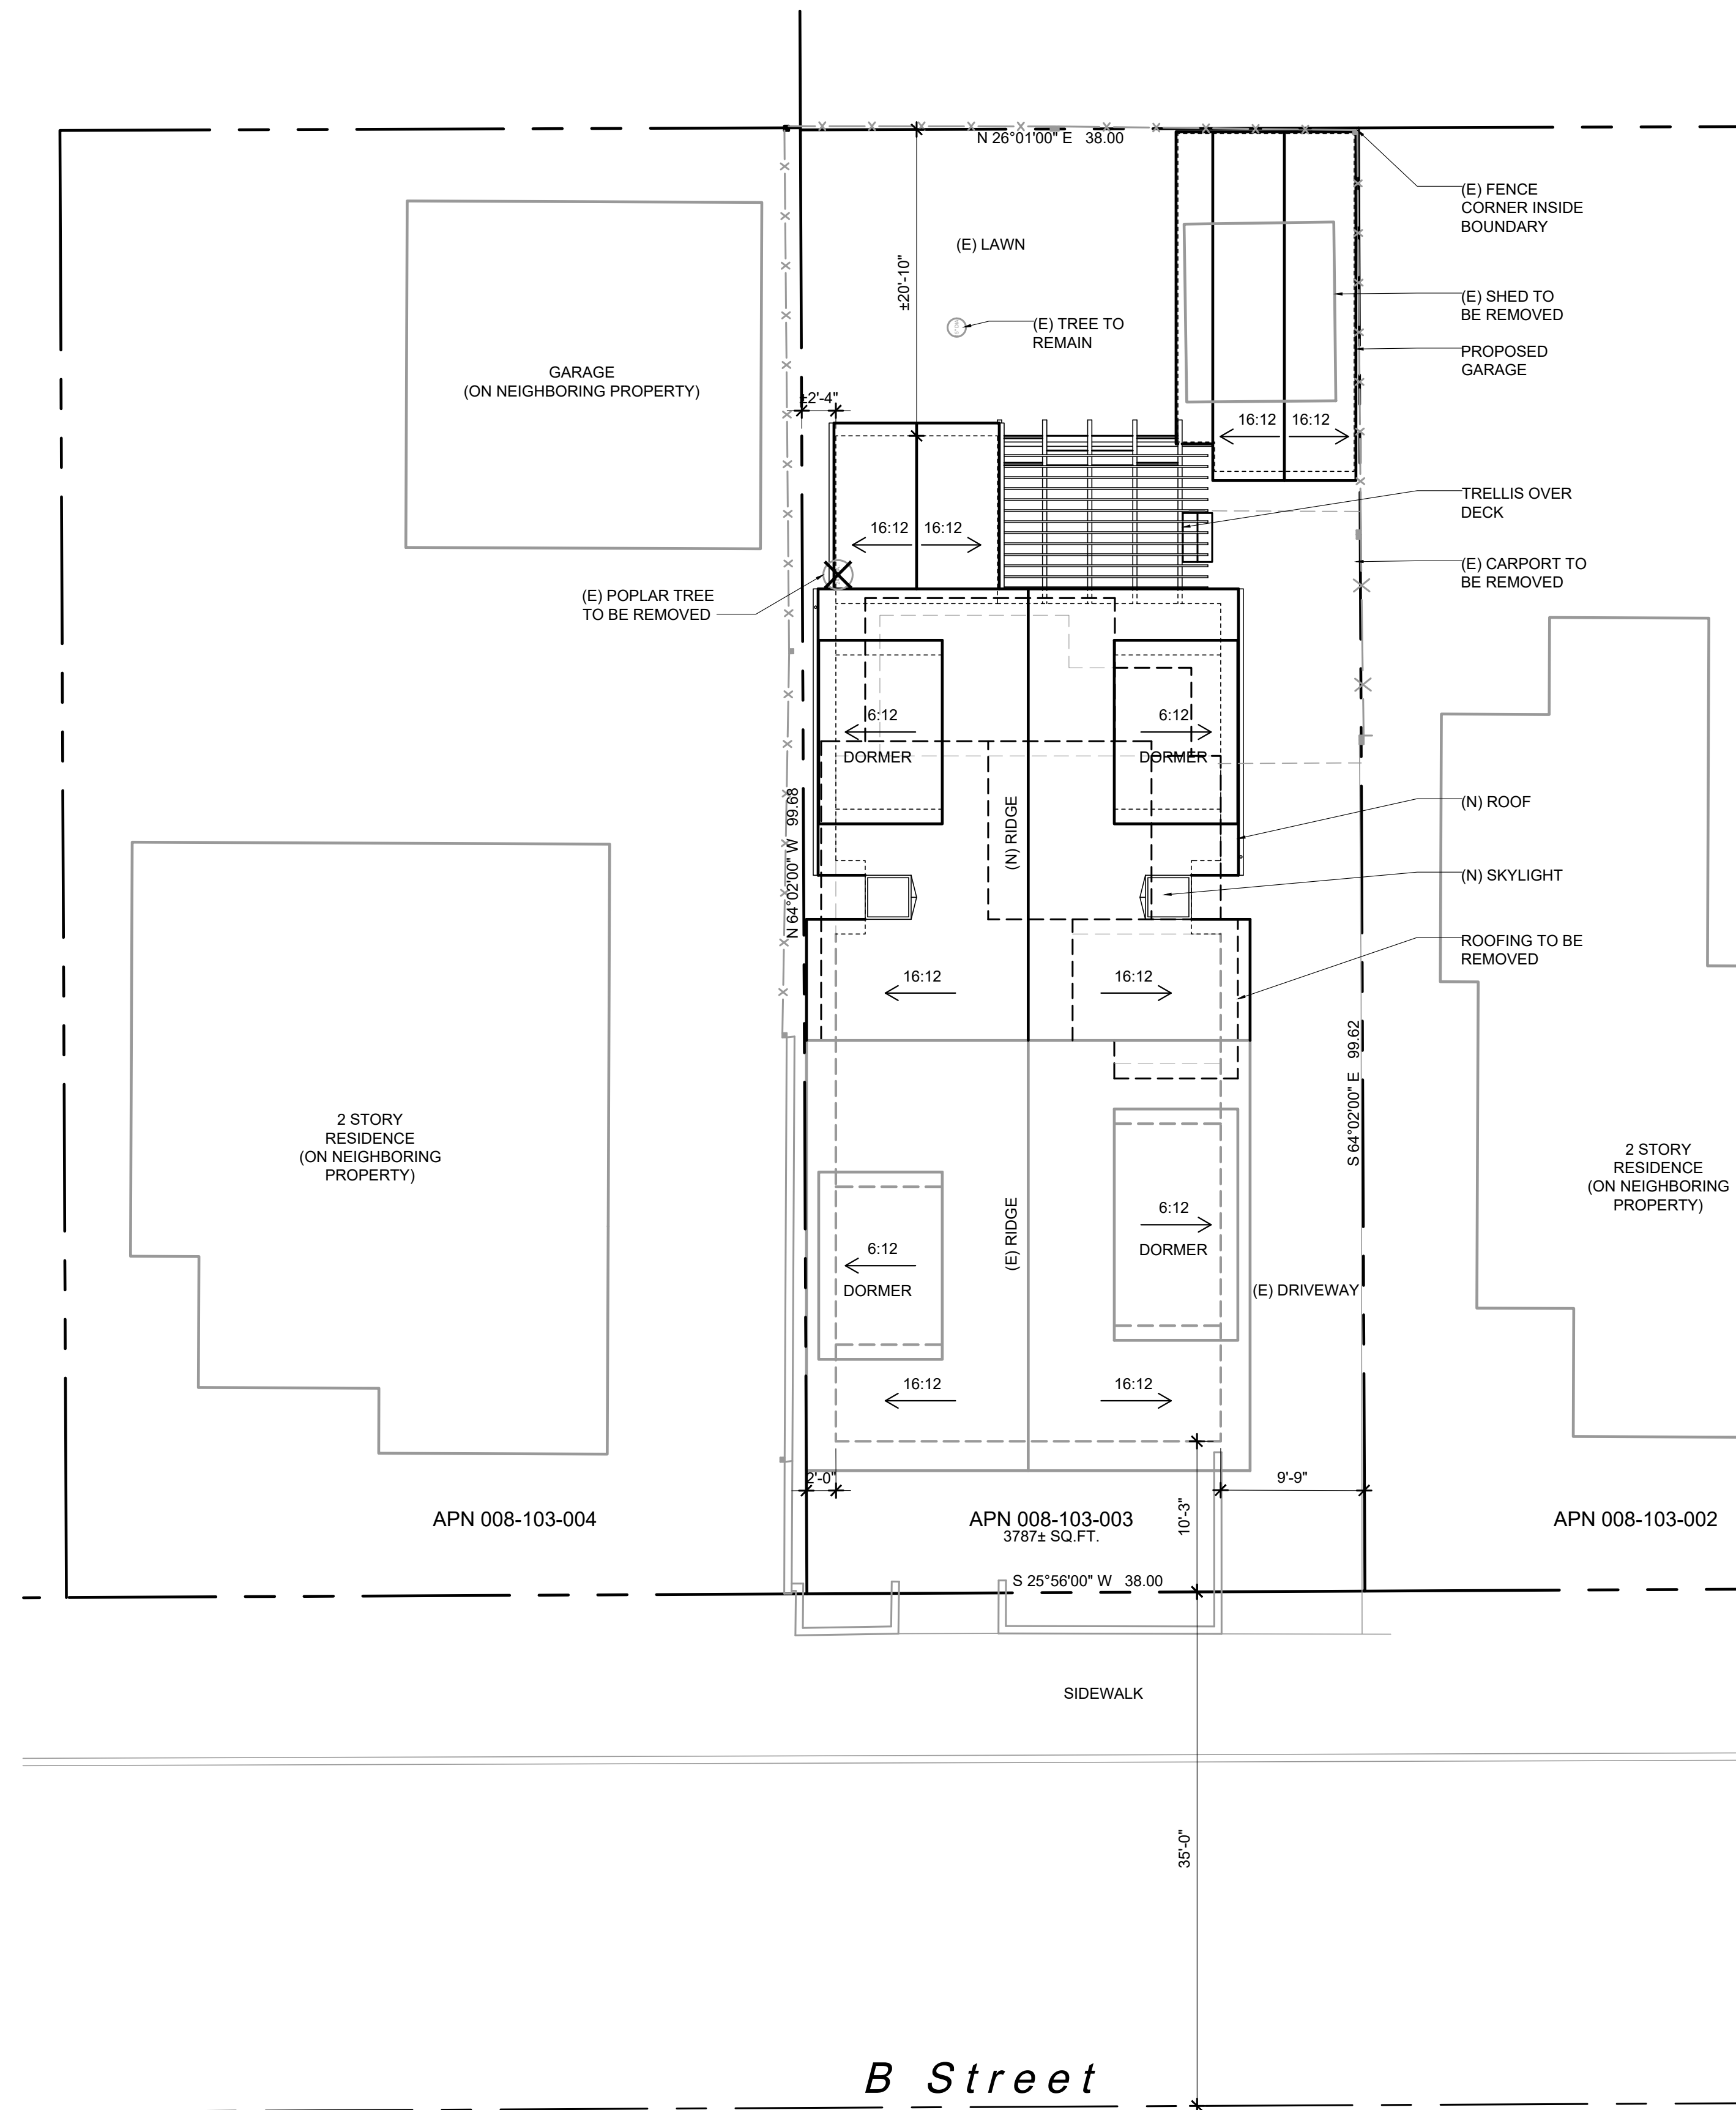 N 26°01'00" E 38.00
(E) FENCE
CORNER INSIDE
BOUNDARY
(E) LAWN
±20'-10"
(E) SHED TO
BE REMOVED
(E) TREE TO
REMAIN
PROPOSED
GARAGE
GARAGE
(ON NEIGHBORING PROPERTY)
±2'-4"
16:12
16:12
TRELLIS OVER
DECK
16:12
16:12
(E) CARPORT TO
BE REMOVED
(E) POPLAR TREE
TO BE REMOVED
6:12
DORMER
6:12
DORMER
N 64°02'00" W 99.68
(N) RIDGE
(N) ROOF
(N) SKYLIGHT
ROOFING TO BE
REMOVED
16:12
16:12
S 64°02'00" E 99.62
2 STORY
RESIDENCE
(ON NEIGHBORING
PROPERTY)
2 STORY
RESIDENCE
(ON NEIGHBORING
PROPERTY)
(E) RIDGE
6:12
DORMER
6:12
DORMER
(E) DRIVEWAY
16:12
16:12
2'-0"
9'-9"
10'-3"
APN 008-103-004
APN 008-103-003
3787± SQ.FT.
APN 008-103-002
S 25°56'00" W 38.00
SIDEWALK
35'-0"
B Street